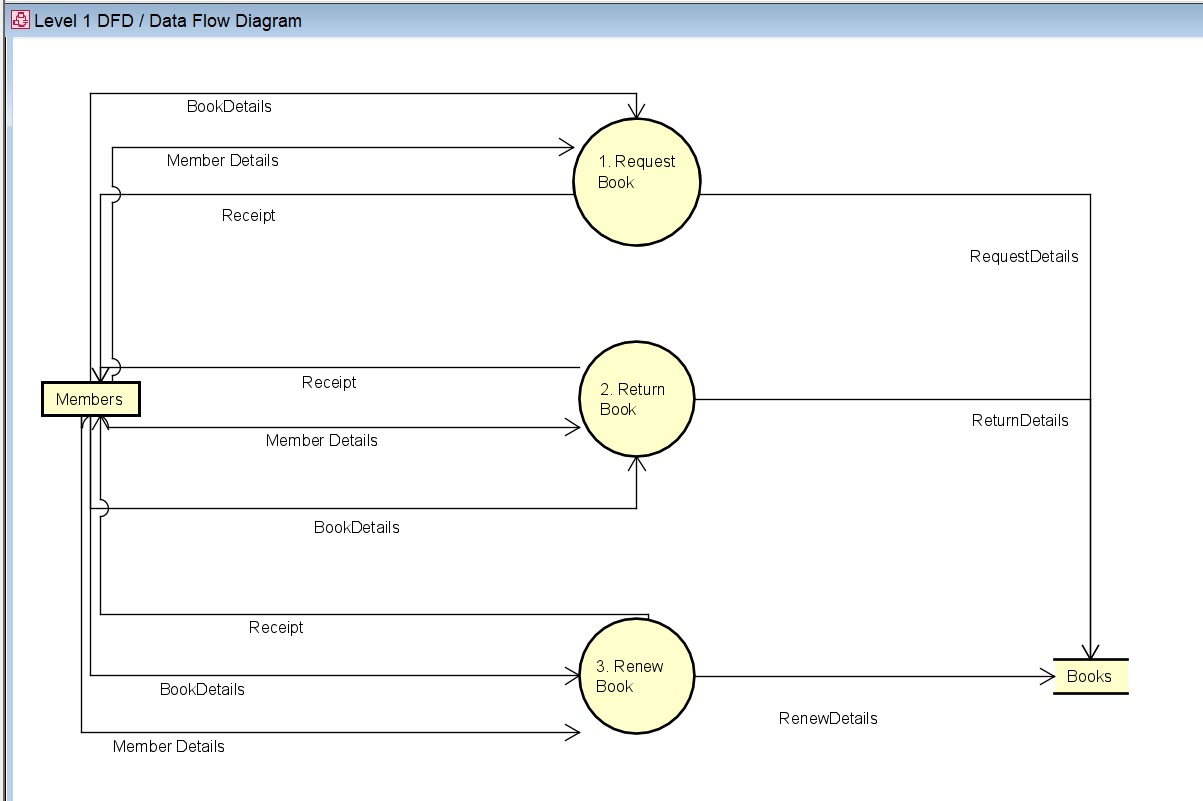 Level 1 DFD / Data Flow Diagram
BookDetails
Member Details
1. Request
Book
Receipt
RequestDetails
Receipt
2. Return
Book
Members
ReturnDetails
Member Details
BookDetails
Receipt
3. Renew
Book
Books
BookDetails
RenewDetails
Member Details